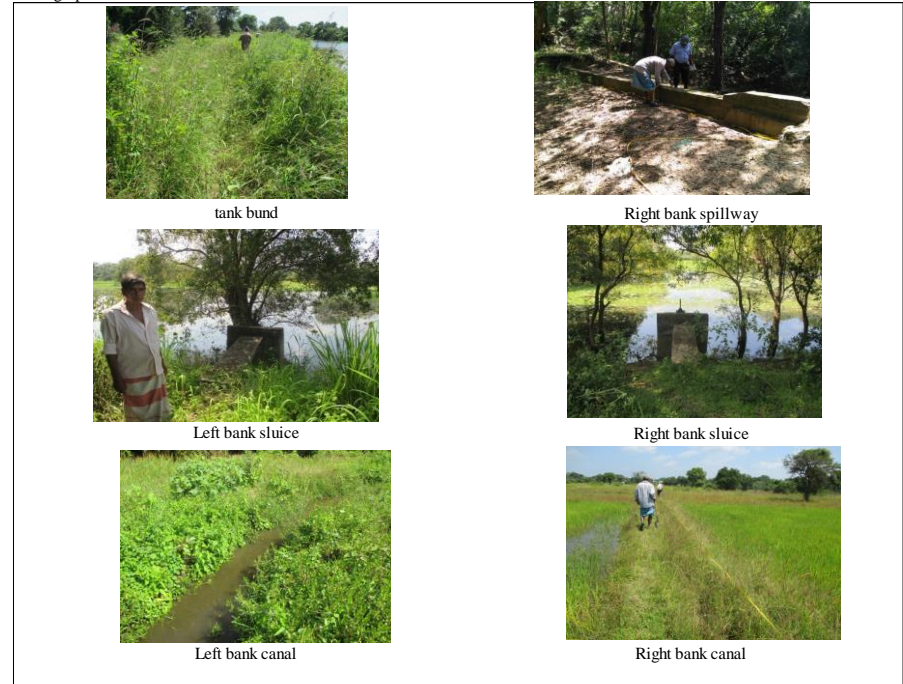 tank bund
Right bank spillway
Left bank sluice
Right bank sluice
Left bank canal
Right bank canal